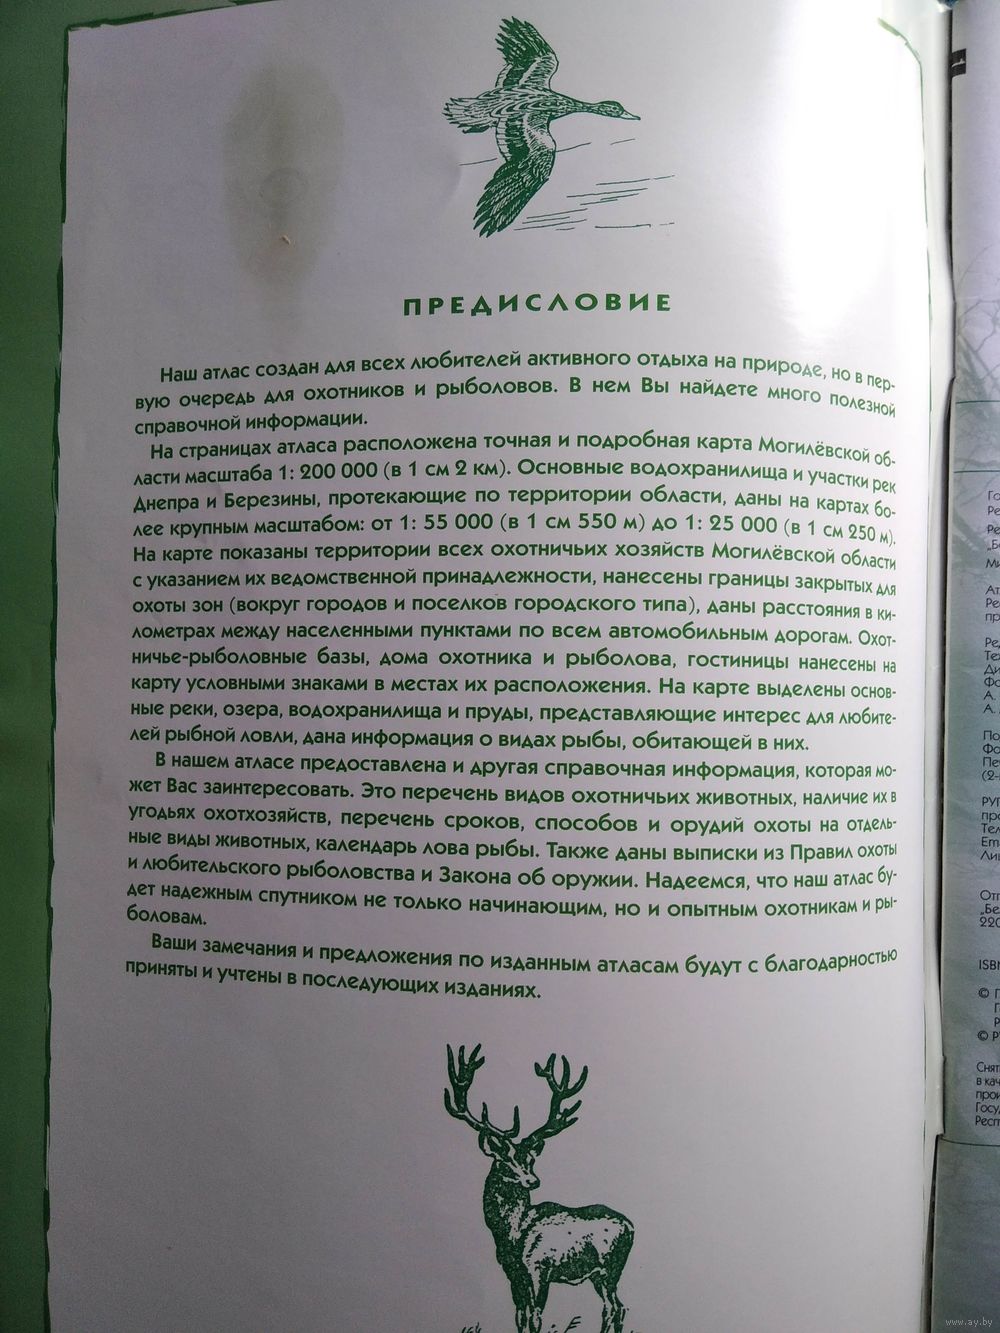 ПРЕДИСЛОВИЕ
Наш атлас создан для всех любителей активного отдыха на природе, но в пер-
вую очередь для охотников и рыболовов. В нем Вы найдете много полезной
справочной информации.
На страницах атласа расположена точная и подробная карта Могилёвской об-
ласти масштаба 1: 200 000 (в 1 см 2 км). Основные водохранилища и участки рек
Днепра и Березины, протекающие по территории области, даны на картах бо-
лее крупным масштабом: от 1: 55 000 (в 1 см 550 м) до 1: 25 000 (в 1 см 250 м).
На карте показаны территории всех охотничьих хозяйств Могилёвской области
с указанием их ведомственной принадлежности, нанесены границы закрытых для
охоты зон (вокруг городов и поселков городского типа), даны расстояния в ки-
лометрах между населенными пунктами по всем автомобильным дорогам. Охот-
ничье-рыболовные базы, дома охотника и рыболова, гостиницы нанесены на
карту условными знаками в местах их расположения. На карте выделены основ-
ные реки, озера, водохранилища и пруды, представляющие интерес для любите-
лей рыбной ловли, дана информация о видах рыбы, обитающей в них.
В нашем атласе предоставлена и другая справочная информация, которая мо-
жет Вас заинтересовать. Это перечень видов охотничьих животных, наличие их в
угодьях охотхозяйств, перечень сроков, способов и орудий охоты на отдель-
ные виды животных, календарь лова рыбы. Также даны выписки из Правил охоты
и любительского рыболовства и Закона об оружии. Надеемся, что наш атлас бу-
дет надежным спутником не только начинающим, но и опытным охотникам и ры-
боловам.
Ваши замечания и предложения по изданным атласам будут с благодарностью
приняты и учтены в последующих изданиях.
ISBN
www.ay.by